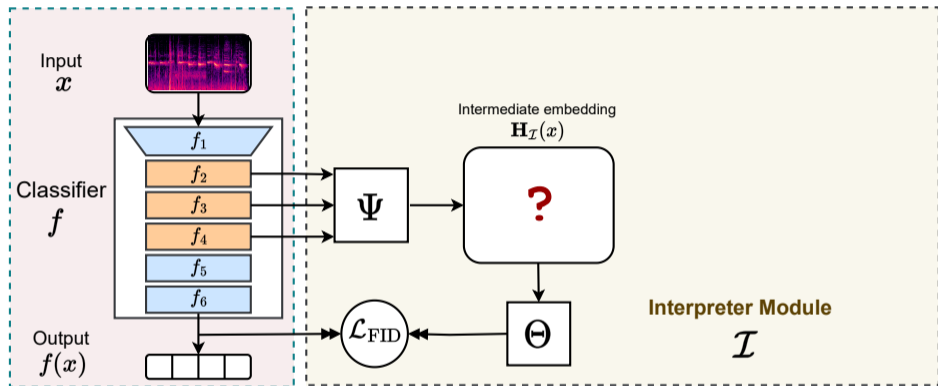 Input
x
Classifier
f
f₁
f₂
f₃
f₄
f₅
f₆
Output
f(x)
Ψ
Intermediate embedding
H_ℐ(x)
?
Θ
ℒ_FID
Interpreter Module
ℐ